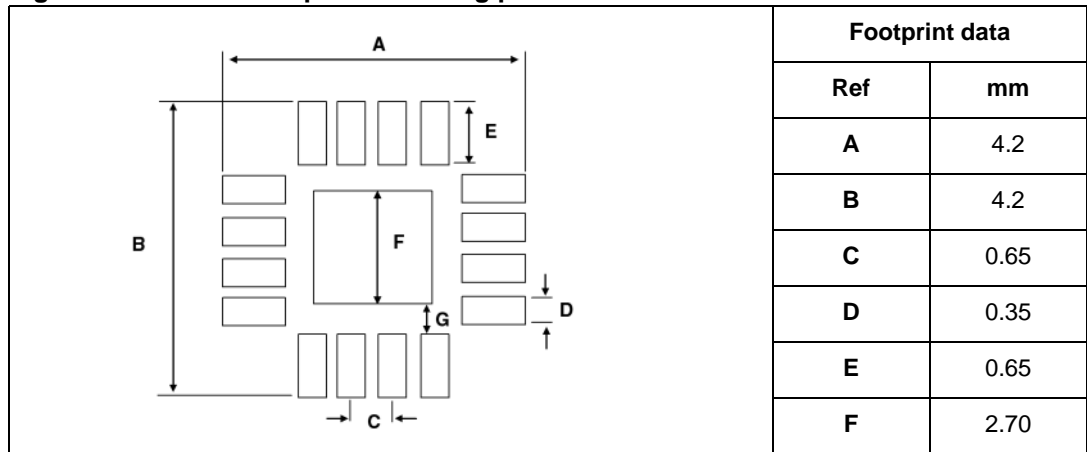 A
E
B
F
D
G
C
Footprint data
Ref mm
A 4.2
B 4.2
C 0.65
D 0.35
E 0.65
F 2.70